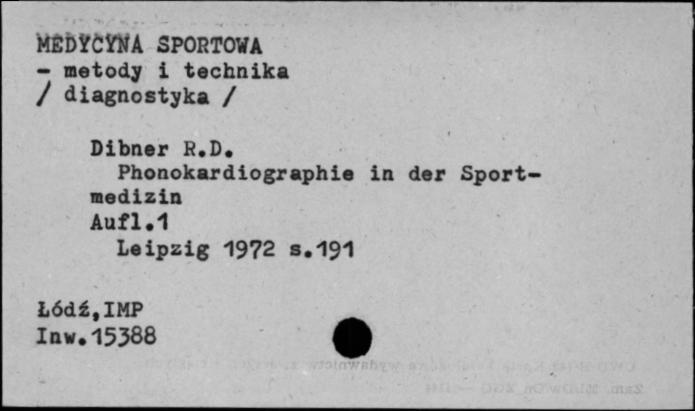 MEDYCYNA SPORTOWA
- metody i technika
/ diagnostyka /
Dibner R.D.
Phonokardiographie in der Sport-
medizin
Aufl.1
Leipzig 1972 s.191
Łódź,IMP
Inw.15388